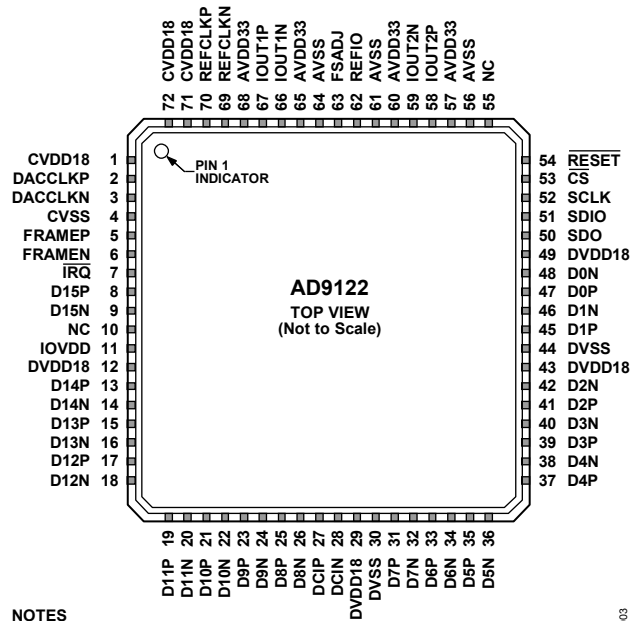 72 CVDD18
71 CVDD18
70 REFCLKP
69 REFCLKN
68 AVDD33
67 IOUT1P
66 IOUT1N
65 AVDD33
64 AVSS
63 FSADJ
62 REFIO
61 AVSS
60 AVDD33
59 IOUT2N
58 IOUT2P
57 AVDD33
56 AVSS
55 NC
CVDD18 1
DACCLKP 2
DACCLKN 3
CVSS 4
FRAMEP 5
FRAMEN 6
IRQ 7
D15P 8
D15N 9
NC 10
IOVDD 11
DVDD18 12
D14P 13
D14N 14
D13P 15
D13N 16
D12P 17
D12N 18
PIN 1
INDICATOR
AD9122
TOP VIEW
(Not to Scale)
54 RESET
53 CS
52 SCLK
51 SDIO
50 SDO
49 DVDD18
48 D0N
47 D0P
46 D1N
45 D1P
44 DVSS
43 DVDD18
42 D2N
41 D2P
40 D3N
39 D3P
38 D4N
37 D4P
D11P 19
D11N 20
D10P 21
D10N 22
D9P 23
D9N 24
D8P 25
D8N 26
DCIP 27
DCIN 28
DVDD18 29
DVSS 30
D7P 31
D7N 32
D6P 33
D6N 34
D5P 35
D5N 36
NOTES